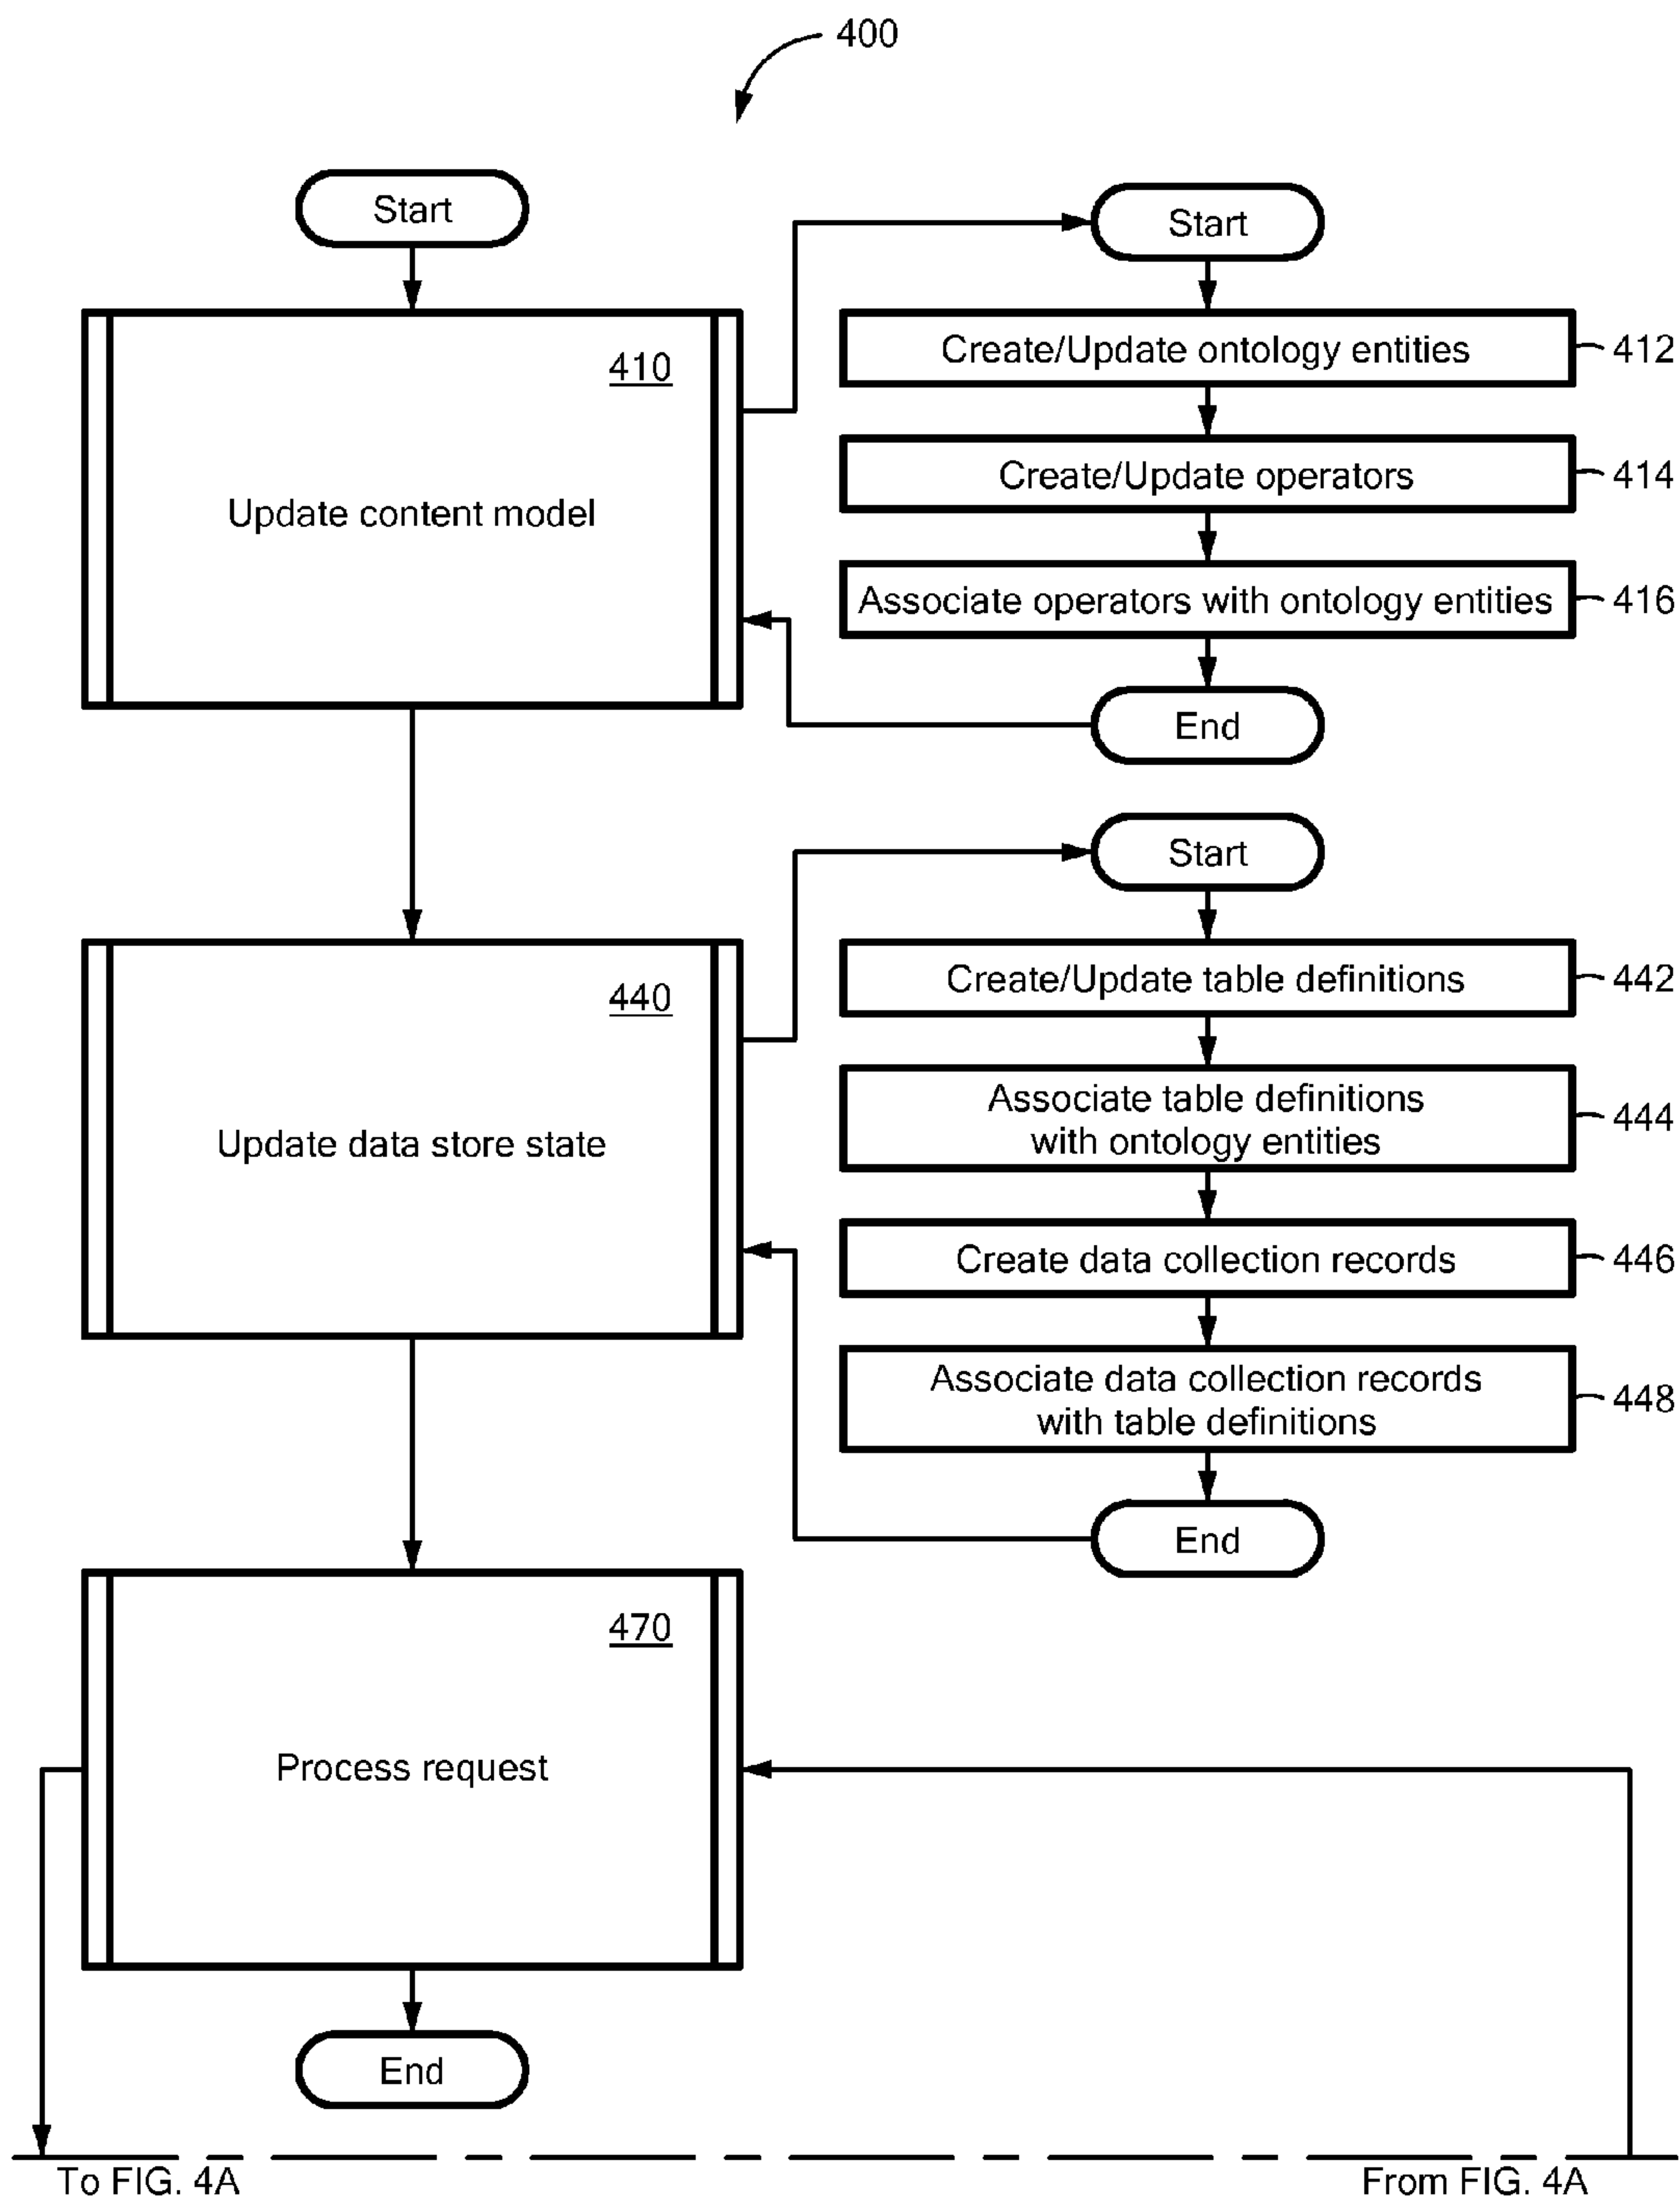 400
Start
Start
410
Update content model
Create/Update ontology entities
412
Create/Update operators
414
Associate operators with ontology entities
416
End
Start
440
Update data store state
Create/Update table definitions
442
Associate table definitions
with ontology entities
444
Create data collection records
446
Associate data collection records
with table definitions
448
End
470
Process request
End
To FIG. 4A
From FIG. 4A